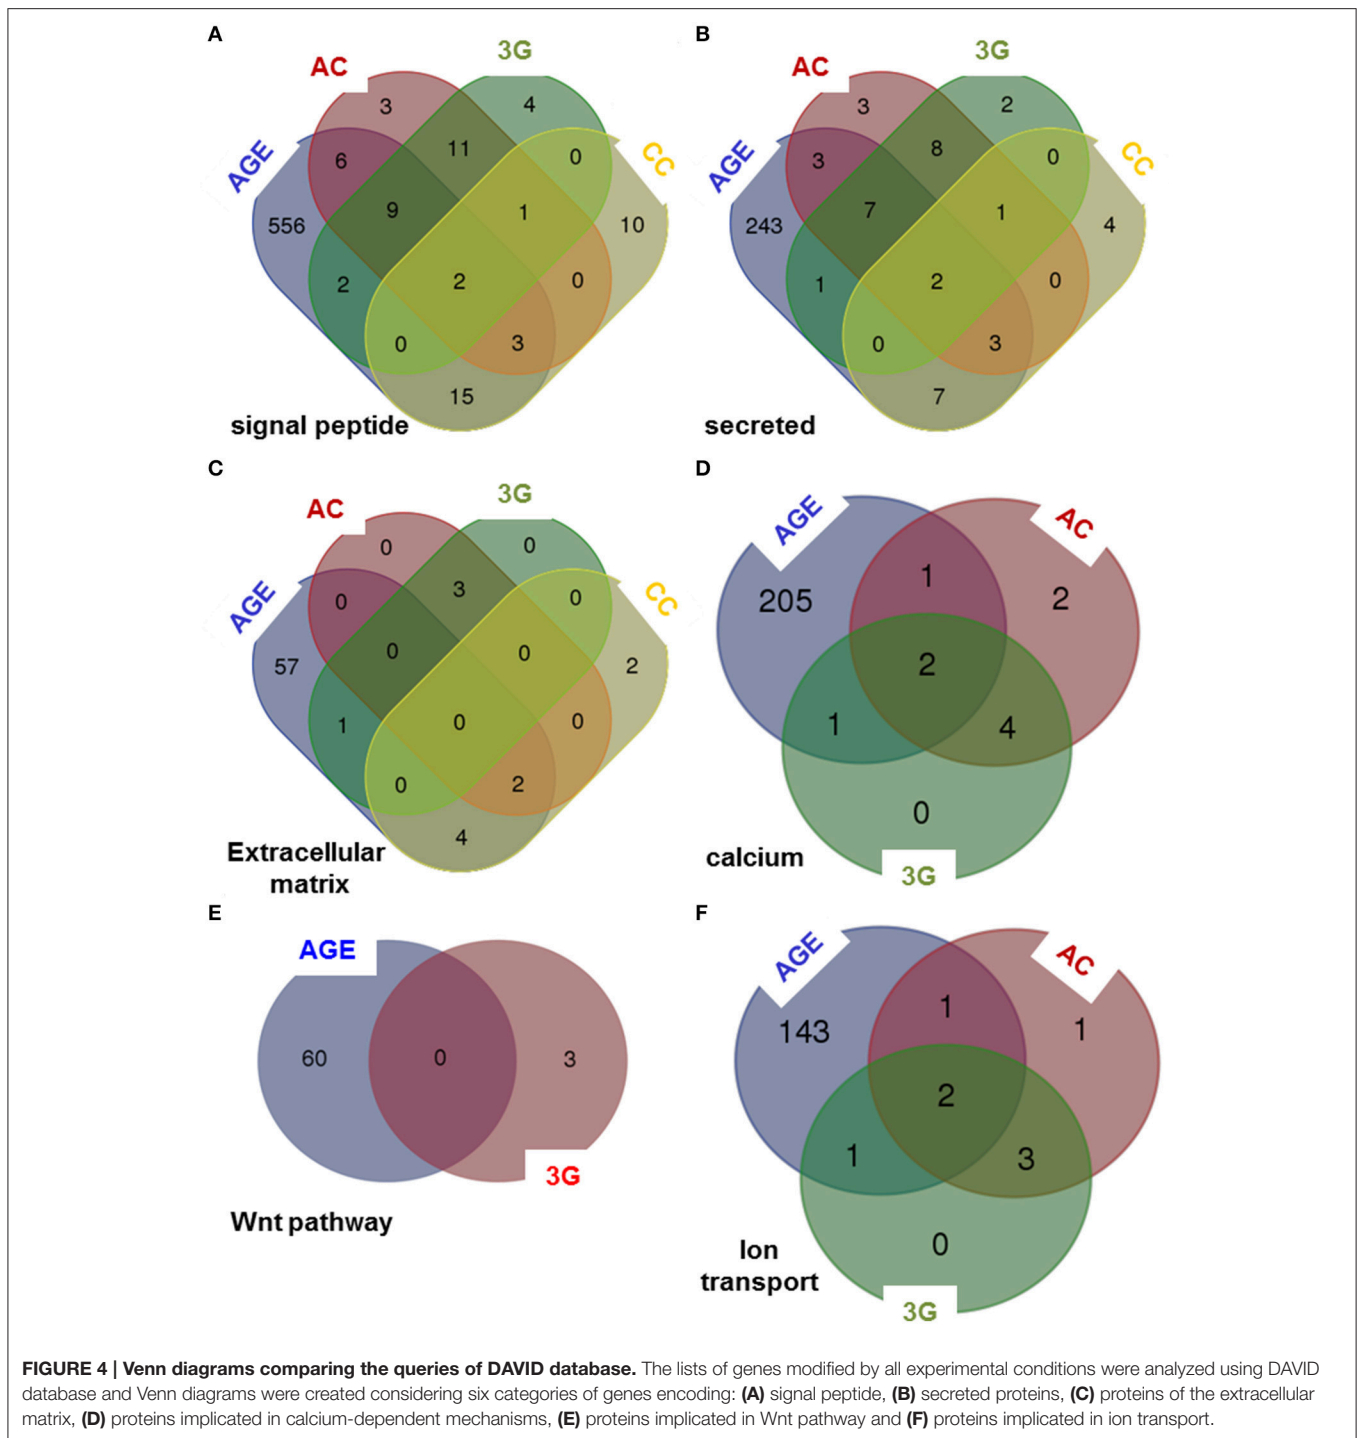 A
AC
3G
AGE
CC
3
4
6
11
0
556
9
1
10
2
2
0
0
3
15
signal peptide
B
AC
3G
AGE
CC
3
2
3
8
0
243
7
1
4
1
2
0
0
3
7
secreted
C
AC
3G
AGE
CC
0
0
0
3
0
57
0
0
2
1
0
0
0
2
4
Extracellular
matrix
D
AGE
AC
205
1
2
2
1
4
0
calcium
3G
E
AGE
60
0
3
3G
Wnt pathway
F
AGE
AC
143
1
1
2
1
3
0
Ion
transport
3G
FIGURE 4 | Venn diagrams comparing the queries of DAVID database. The lists of genes modified by all experimental conditions were analyzed using DAVID
database and Venn diagrams were created considering six categories of genes encoding: (A) signal peptide, (B) secreted proteins, (C) proteins of the extracellular
matrix, (D) proteins implicated in calcium-dependent mechanisms, (E) proteins implicated in Wnt pathway and (F) proteins implicated in ion transport.